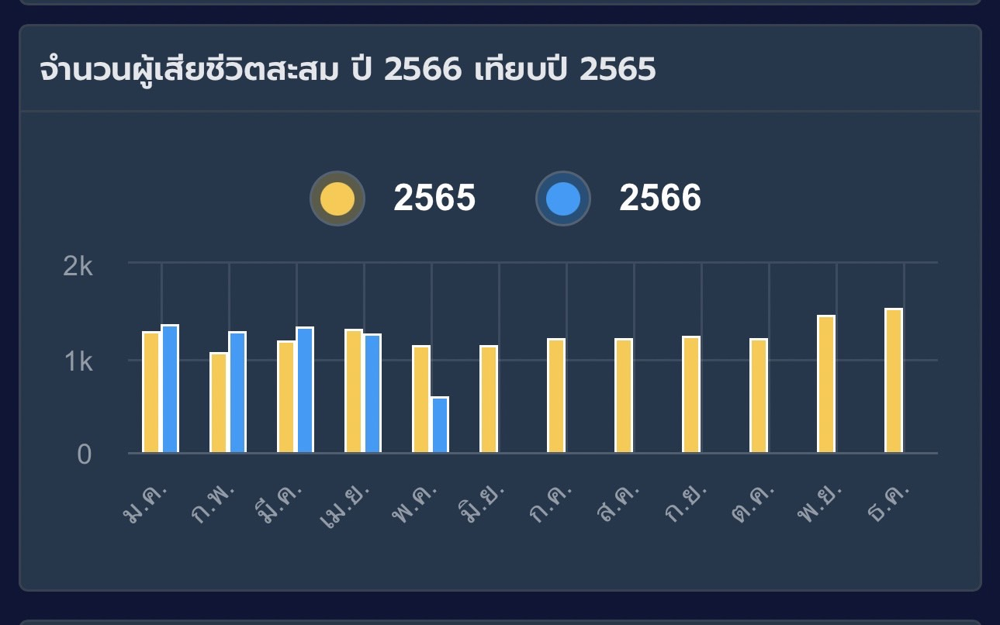 จำนวนผู้เสียชีวิตสะสม ปี 2566 เทียบปี 2565
2565 2566
2k
1k
0
ม.ค. ก.พ. มี.ค. เม.ย. พ.ค. มิ.ย. ก.ค. ส.ค. ก.ย. ต.ค. พ.ย. ธ.ค.